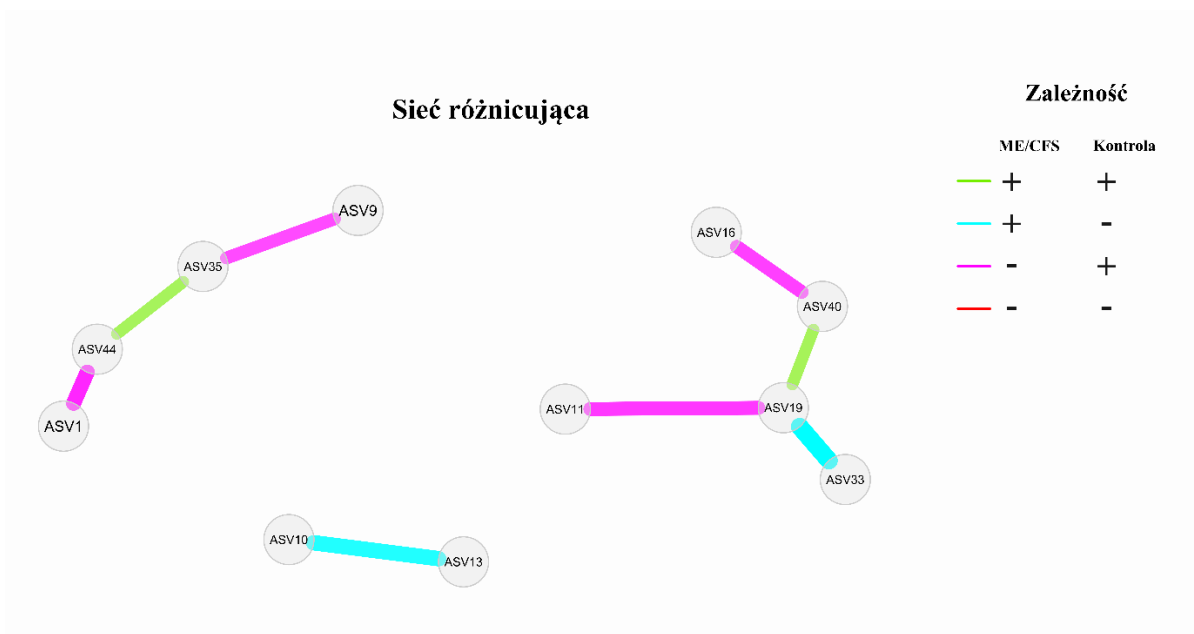 Sieć różnicująca
Zależność
ME/CFS Kontrola
+ +
+ -
- +
- -
ASV9
ASV35
ASV44
ASV1
ASV16
ASV40
ASV11
ASV19
ASV33
ASV10
ASV13